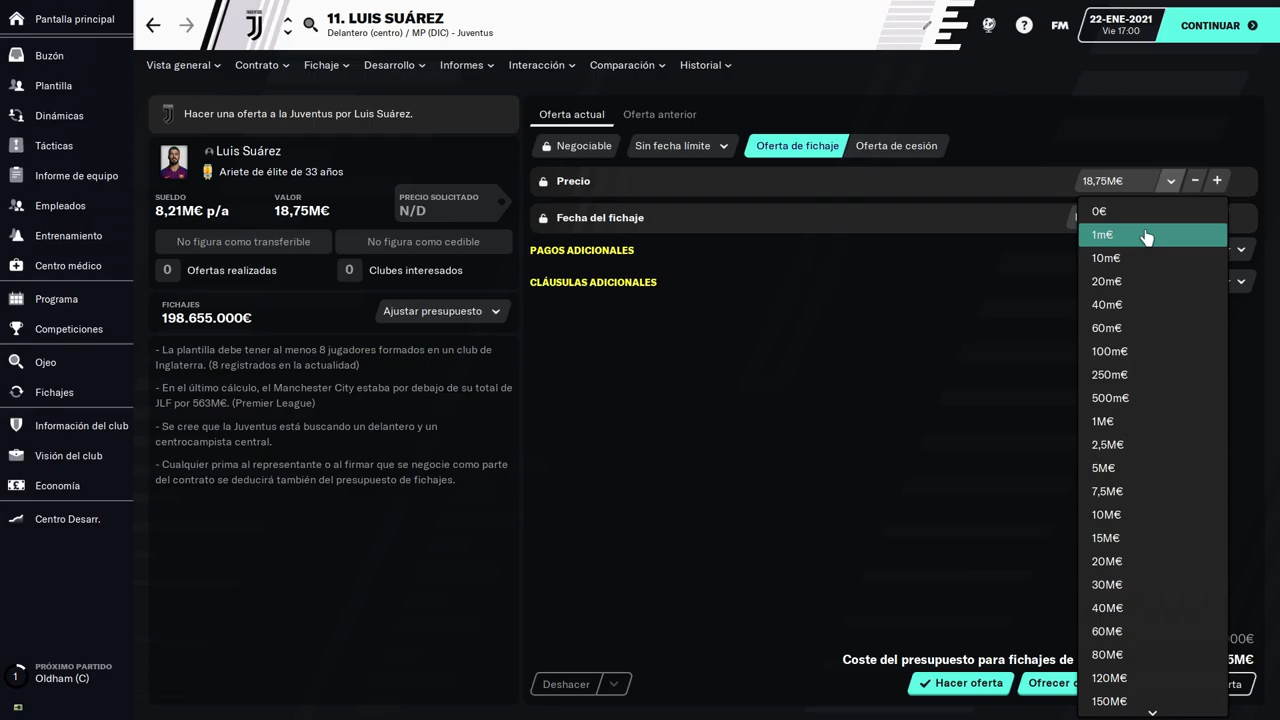 Pantalla principal
Buzón
Plantilla
Dinámicas
Tácticas
Informe de equipo
Empleados
Entrenamiento
Centro médico
Programa
Competiciones
Ojeo
Fichajes
Información del club
Visión del club
Economía
Centro Desarr.
1
PRÓXIMO PARTIDO
Oldham (C)
11. LUIS SUÁREZ
Delantero (centro) / MP (DIC) - Juventus
FM
22-ENE-2021
Vie 17:00
CONTINUAR
Vista general
Contrato
Fichaje
Desarrollo
Informes
Interacción
Comparación
Historial
Hacer una oferta a la Juventus por Luis Suárez.
Luis Suárez
Ariete de élite de 33 años
SUELDO
8,21M€ p/a
VALOR
18,75M€
PRECIO SOLICITADO
N/D
No figura como transferible
No figura como cedible
0 Ofertas realizadas
0 Clubes interesados
FICHAJES
198.655.000€
Ajustar presupuesto
- La plantilla debe tener al menos 8 jugadores formados en un club de
Inglaterra. (8 registrados en la actualidad)
- En el último cálculo, el Manchester City estaba por debajo de su total de
JLF por 563M€. (Premier League)
- Se cree que la Juventus está buscando un delantero y un
centrocampista central.
- Cualquier prima al representante o al firmar que se negocie como parte
del contrato se deducirá también del presupuesto de fichajes.
Oferta actual
Oferta anterior
Negociable
Sin fecha límite
Oferta de fichaje
Oferta de cesión
Precio
18,75M€
Fecha del fichaje
PAGOS ADICIONALES
CLÁUSULAS ADICIONALES
0€
1m€
10m€
20m€
40m€
60m€
100m€
250m€
500m€
1M€
2,5M€
5M€
7,5M€
10M€
15M€
20M€
30M€
40M€
60M€
80M€
120M€
150M€
Coste del presupuesto para fichajes de
Deshacer
Hacer oferta
Ofrecer